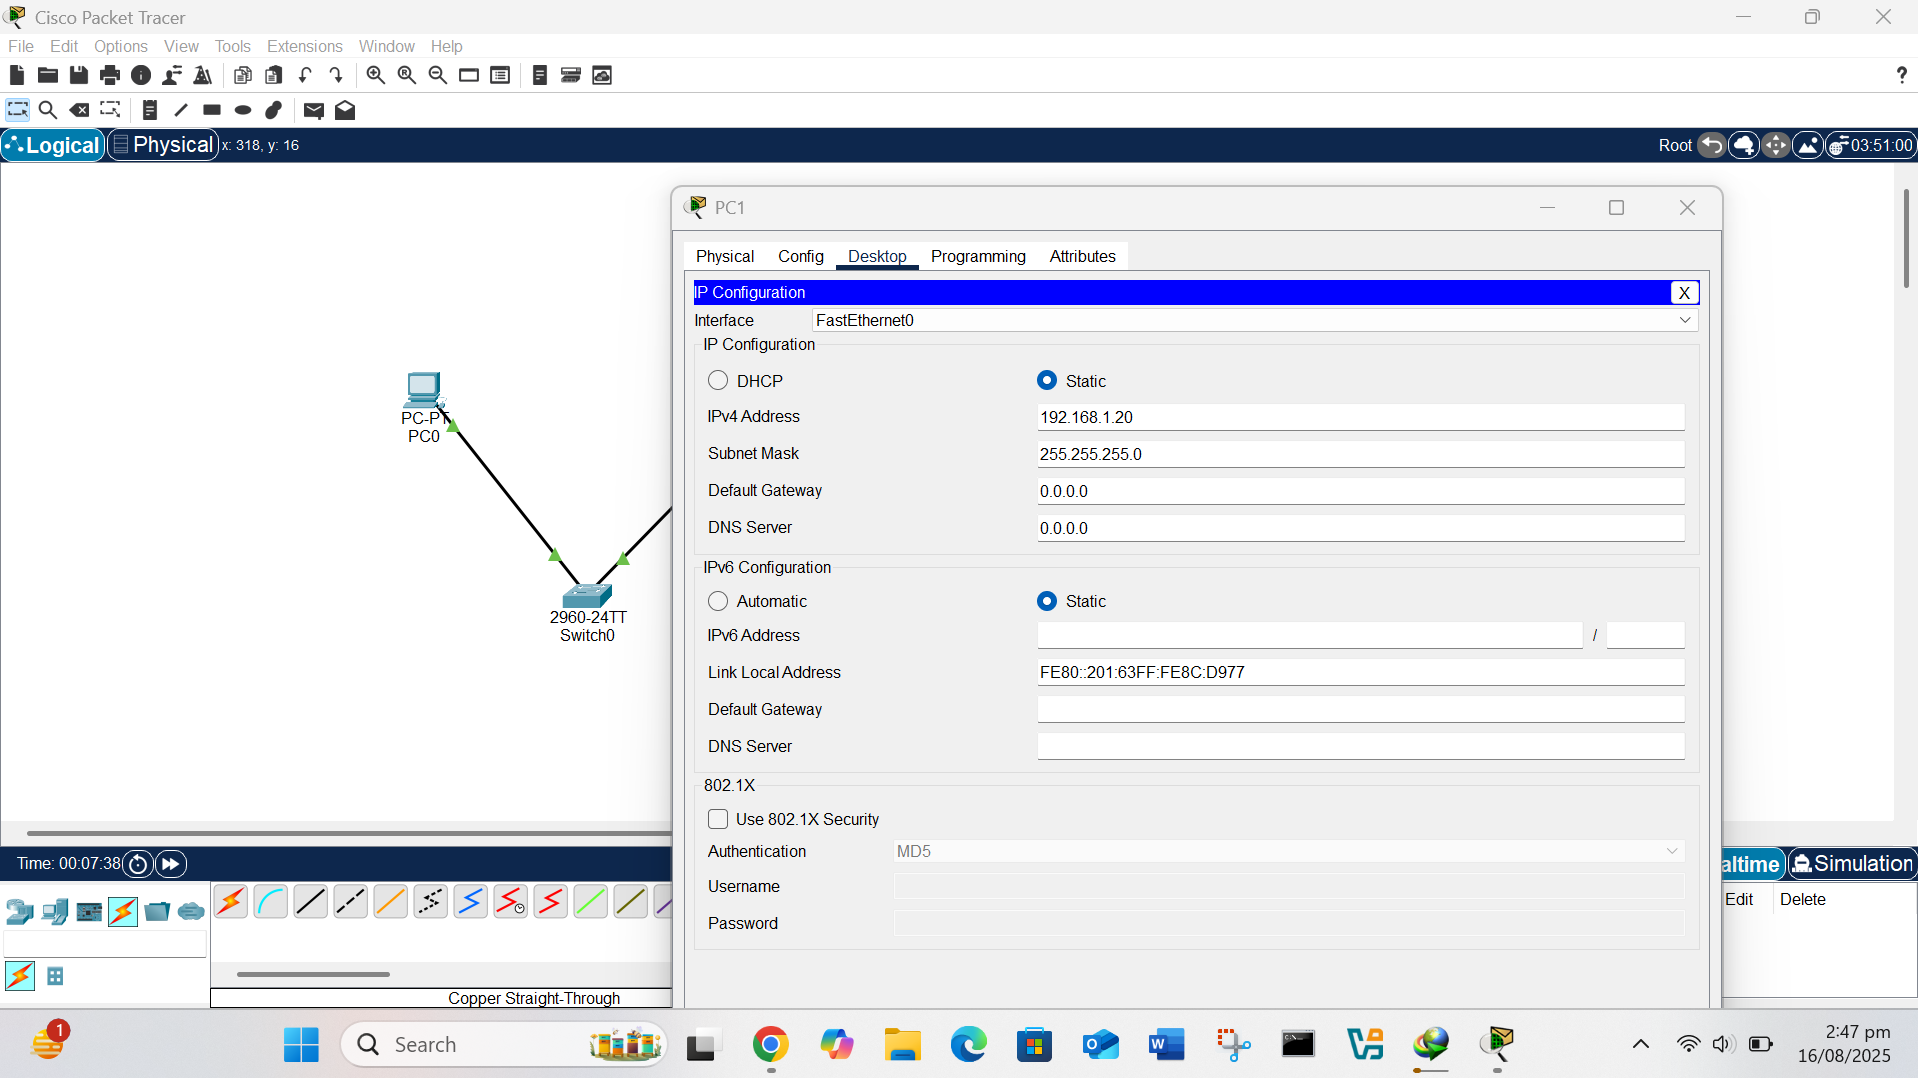 Cisco Packet Tracer
File Edit Options View Tools Extensions Window Help
?
Logical Physical x: 318, y: 16 Root 03:51:00
PC1
Physical Config Desktop Programming Attributes
IP Configuration X
Interface FastEthernet0
IP Configuration
DHCP Static
IPv4 Address 192.168.1.20
Subnet Mask 255.255.255.0
Default Gateway 0.0.0.0
DNS Server 0.0.0.0
IPv6 Configuration
Automatic Static
IPv6 Address /
Link Local Address FE80::201:63FF:FE8C:D977
Default Gateway
DNS Server
802.1X
Use 802.1X Security
Authentication MD5
Username
Password
PC-PT
PC0
2960-24TT
Switch0
Time: 00:07:38 altime Simulation
Edit Delete
Copper Straight-Through
1
Search
2:47 pm
16/08/2025